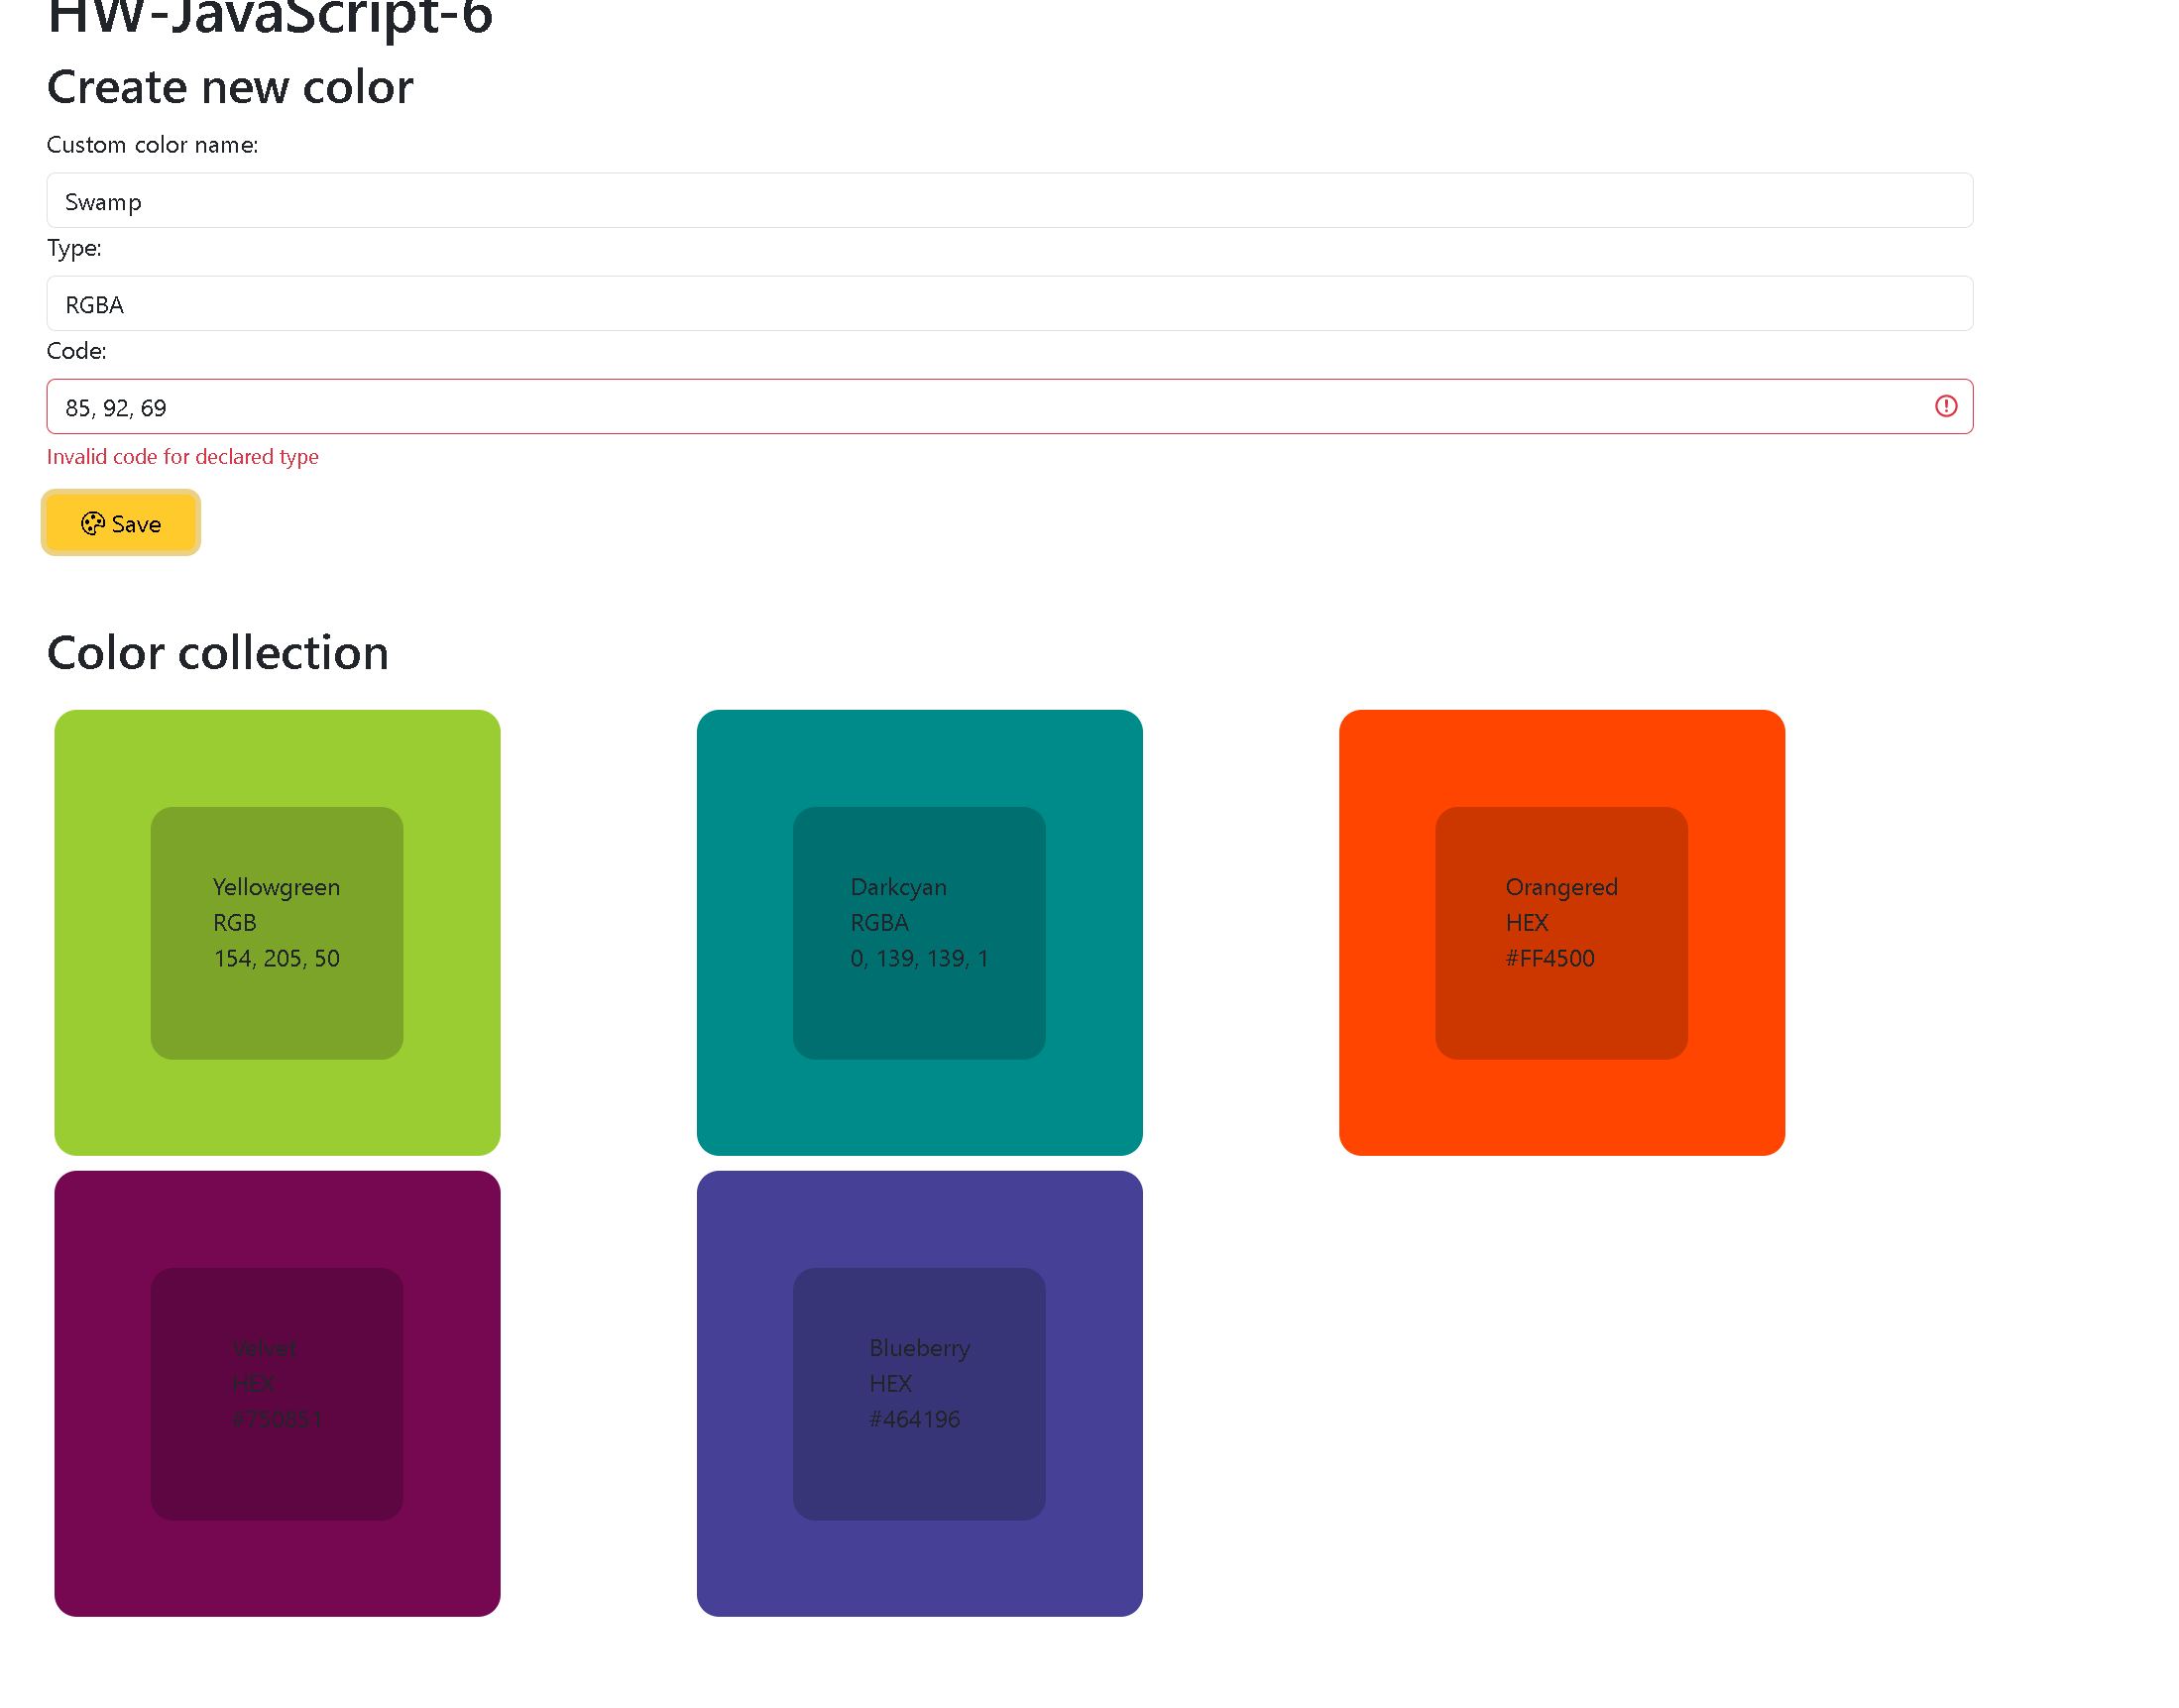 HW-JavaScript-6
Create new color
Custom color name:
Swamp
Type:
RGBA
Code:
85, 92, 69
Invalid code for declared type
Save
Color collection
Yellowgreen
RGB
154, 205, 50
Darkcyan
RGBA
0, 139, 139, 1
Orangered
HEX
#FF4500
Velvet
HEX
#750851
Blueberry
HEX
#464196